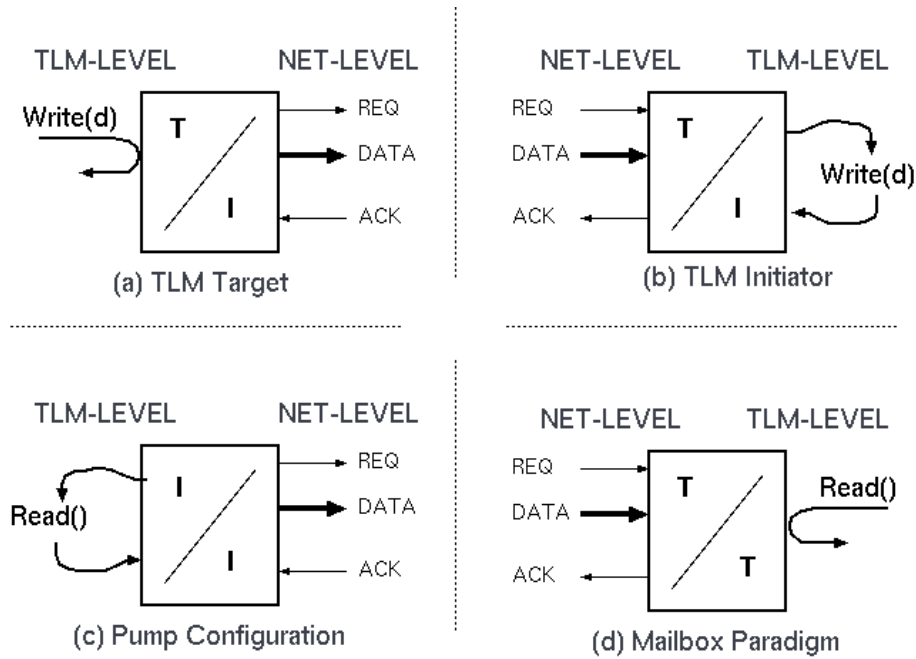 TLM-LEVEL NET-LEVEL
Write(d)
T
I
REQ
DATA
ACK
(a) TLM Target
NET-LEVEL TLM-LEVEL
REQ
DATA
ACK
T
I
Write(d)
(b) TLM Initiator
TLM-LEVEL NET-LEVEL
Read()
I
I
REQ
DATA
ACK
(c) Pump Configuration
NET-LEVEL TLM-LEVEL
REQ
DATA
ACK
T
T
Read()
(d) Mailbox Paradigm